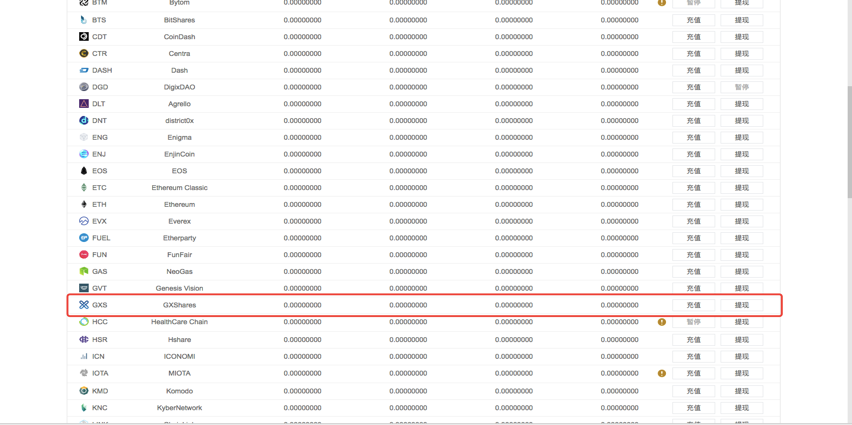 BTM Bytom 0.00000000 0.00000000 0.00000000 0.00000000 暂停 提现
BTS BitShares 0.00000000 0.00000000 0.00000000 0.00000000 充值 提现
CDT CoinDash 0.00000000 0.00000000 0.00000000 0.00000000 充值 提现
CTR Centra 0.00000000 0.00000000 0.00000000 0.00000000 充值 提现
DASH Dash 0.00000000 0.00000000 0.00000000 0.00000000 充值 提现
DGD DigixDAO 0.00000000 0.00000000 0.00000000 0.00000000 充值 暂停
DLT Agrello 0.00000000 0.00000000 0.00000000 0.00000000 充值 提现
DNT district0x 0.00000000 0.00000000 0.00000000 0.00000000 充值 提现
ENG Enigma 0.00000000 0.00000000 0.00000000 0.00000000 充值 提现
ENJ EnjinCoin 0.00000000 0.00000000 0.00000000 0.00000000 充值 提现
EOS EOS 0.00000000 0.00000000 0.00000000 0.00000000 充值 提现
ETC Ethereum Classic 0.00000000 0.00000000 0.00000000 0.00000000 充值 提现
ETH Ethereum 0.00000000 0.00000000 0.00000000 0.00000000 充值 提现
EVX Everex 0.00000000 0.00000000 0.00000000 0.00000000 充值 提现
FUEL Etherparty 0.00000000 0.00000000 0.00000000 0.00000000 充值 提现
FUN FunFair 0.00000000 0.00000000 0.00000000 0.00000000 充值 提现
GAS NeoGas 0.00000000 0.00000000 0.00000000 0.00000000 充值 提现
GVT Genesis Vision 0.00000000 0.00000000 0.00000000 0.00000000 充值 提现
GXS GXShares 0.00000000 0.00000000 0.00000000 0.00000000 充值 提现
HCC HealthCare Chain 0.00000000 0.00000000 0.00000000 0.00000000 暂停 提现
HSR Hshare 0.00000000 0.00000000 0.00000000 0.00000000 充值 提现
ICN ICONOMI 0.00000000 0.00000000 0.00000000 0.00000000 充值 提现
IOTA MIOTA 0.00000000 0.00000000 0.00000000 0.00000000 充值 提现
KMD Komodo 0.00000000 0.00000000 0.00000000 0.00000000 充值 提现
KNC KyberNetwork 0.00000000 0.00000000 0.00000000 0.00000000 充值 提现